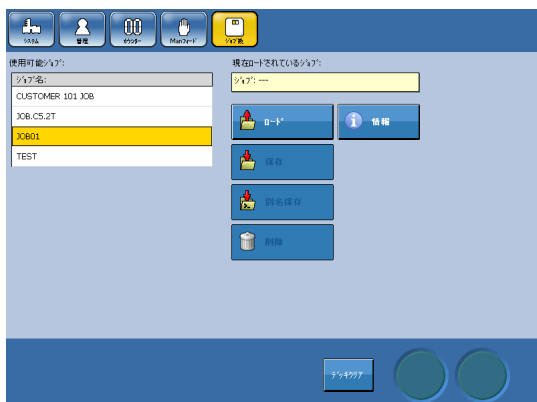 システム 管理 カウンター Manフィード ジョブ換
使用可能ジョブ:
ジョブ名:
CUSTOMER 101 JOB
JOB.C5.2T
JOB01
TEST
現在ロードされているジョブ:
ジョブ: ---
ロード 情報
保存
別名保存
削除
デッキクリア